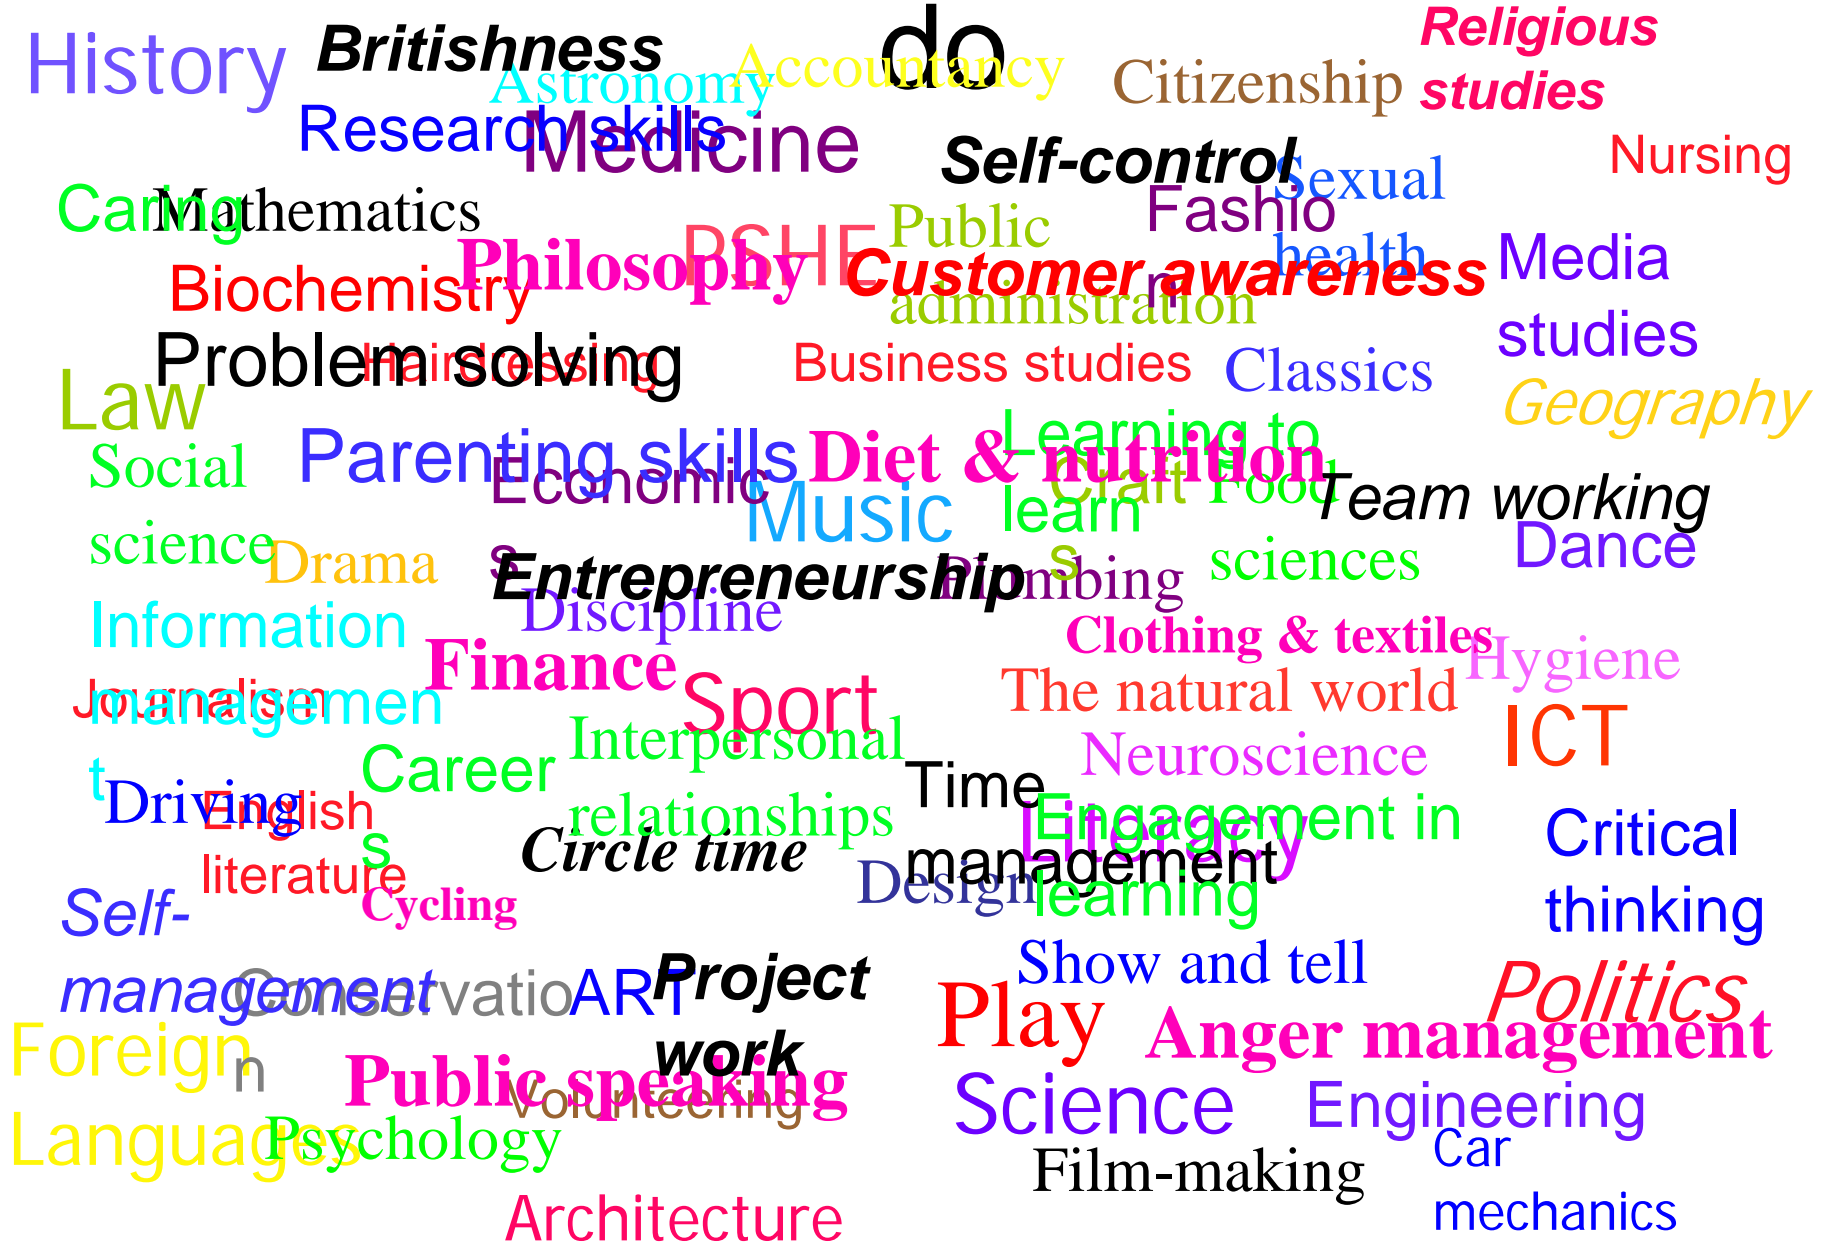 do
Religious
studies
History
Britishness
Astronomy
Accountancy
Citizenship
Research skills
Medicine
Self-control
Nursing
Sexual
health
Caring
Mathematics
Fashio
n
Public
administration
PSHE
Philosophy
Customer awareness
Media
studies
Biochemistry
Problem solving
Hairdressing
Business studies
Classics
Law
Geography
Learning to
learn
Parenting skills
Diet & nutrition
Social
science
Economic
s
Craft
s
Food
sciences
Team working
Music
Dance
Drama
Entrepreneurship
Plumbing
Discipline
Information
managemen
t
Clothing & textiles
Hygiene
Finance
The natural world
Journalism
Sport
ICT
Interpersonal
relationships
Neuroscience
Career
s
Time
management
Driving
English
literature
Literacy
Engagement in
learning
Critical
thinking
Circle time
Design
Cycling
Self-
management
Show and tell
Conservatio
n
ART
Project
work
Politics
Play
Anger management
Foreign
Languages
Public speaking
Volunteering
Science
Engineering
Psychology
Car
mechanics
Film-making
Architecture